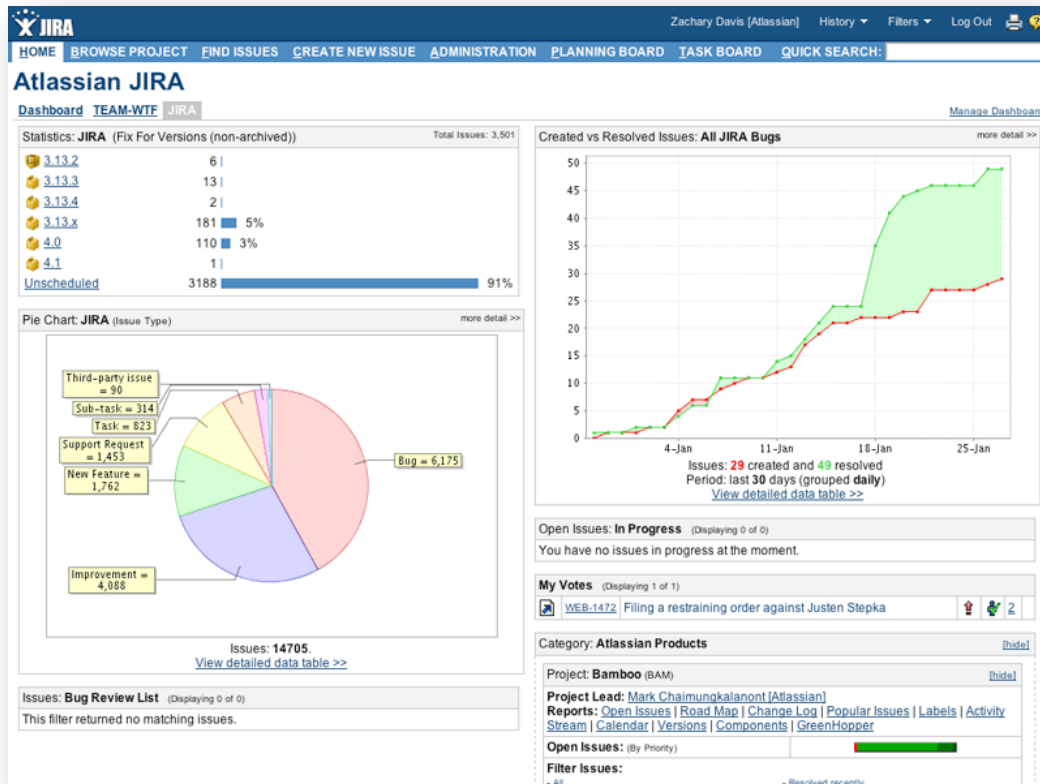 JIRA
Zachary Davis [Atlassian] History Filters Log Out
HOME BROWSE PROJECT FIND ISSUES CREATE NEW ISSUE ADMINISTRATION PLANNING BOARD TASK BOARD QUICK SEARCH:
Atlassian JIRA
Dashboard TEAM-WTF JIRA
Manage Dashboard
Statistics: JIRA (Fix For Versions (non-archived)) Total Issues: 3,501
3.13.2 6
3.13.3 13
3.13.4 2
3.13.x 181 5%
4.0 110 3%
4.1 1
Unscheduled 3188 91%
Pie Chart: JIRA (Issue Type) more detail >>
Third-party issue
= 90
Sub-task = 314
Task = 823
Support Request
= 1,453
New Feature =
1,762
Improvement =
4,088
Bug = 6,175
Issues: 14705.
View detailed data table >>
Issues: Bug Review List (Displaying 0 of 0)
This filter returned no matching issues.
Created vs Resolved Issues: All JIRA Bugs more detail >>
50
45
40
35
30
25
20
15
10
5
0
4-Jan 11-Jan 18-Jan 25-Jan
Issues: 29 created and 49 resolved
Period: last 30 days (grouped daily)
View detailed data table >>
Open Issues: In Progress (Displaying 0 of 0)
You have no issues in progress at the moment.
My Votes (Displaying 1 of 1)
WEB-1472 Filing a restraining order against Justen Stepka 2
Category: Atlassian Products [hide]
Project: Bamboo (BAM) [hide]
Project Lead: Mark Chaimungkalanont [Atlassian]
Reports: Open Issues | Road Map | Change Log | Popular Issues | Labels | Activity
Stream | Calendar | Versions | Components | GreenHopper
Open Issues: (By Priority)
Filter Issues:
- All - Resolved recently